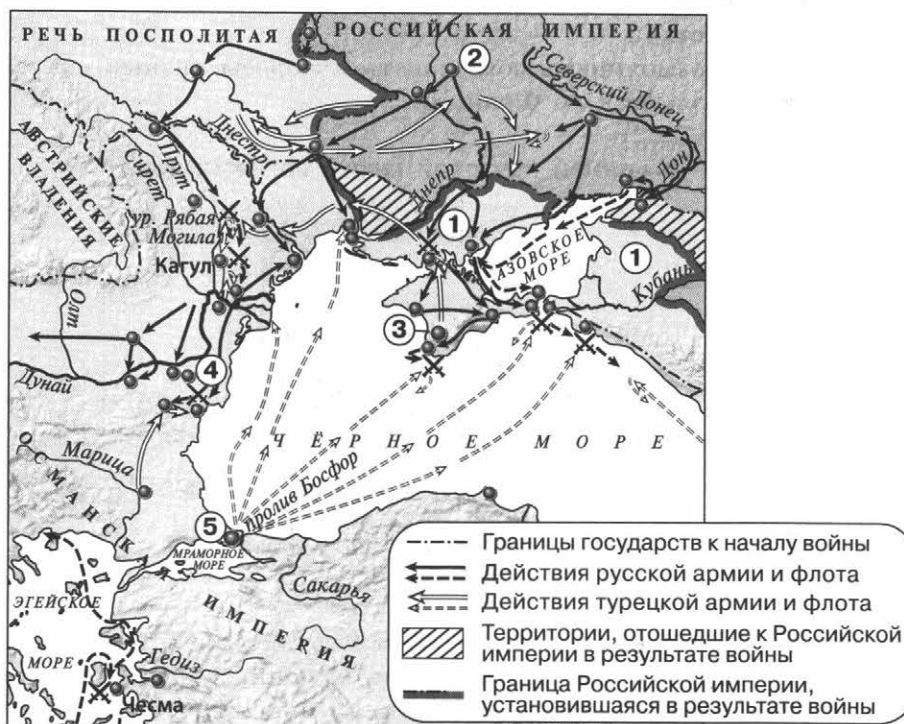 РЕЧЬ ПОСПОЛИТАЯ
РОССИЙСКАЯ ИМПЕРИЯ
2
Северский Донец
АВСТРИЙСКИЕ
ВЛАДЕНИЯ
Днестр
Прут
Сирет
Днепр
Дон
ур. Рябая
Могила
Кагул
1
АЗОВСКОЕ
МОРЕ
1
Кубань
Олт
3
4
Дунай
ЧЁРНОЕ МОРЕ
Марица
ОСМАНСКАЯ
ИМПЕРИЯ
5
пролив Босфор
МРАМОРНОЕ
МОРЕ
Сакарья
ЭГЕЙСКОЕ
МОРЕ
Гедиз
Чесма
Границы государств к началу войны
Действия русской армии и флота
Действия турецкой армии и флота
Территории, отошедшие к Российской
империи в результате войны
Граница Российской империи,
установившаяся в результате войны